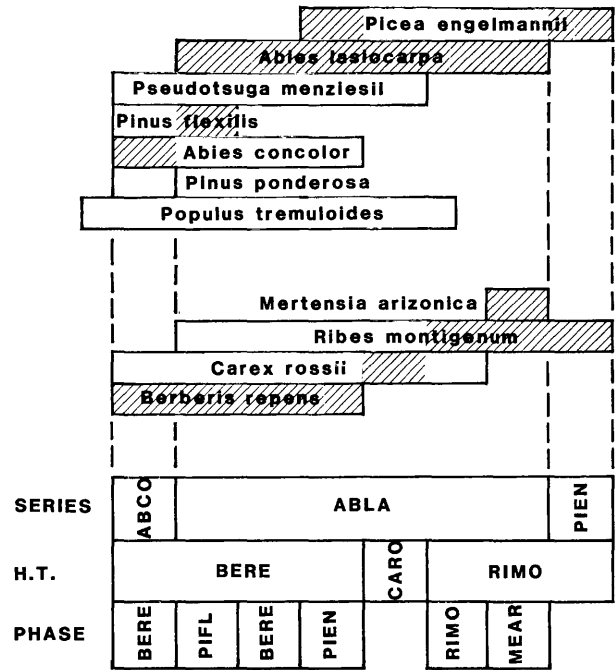 Picea engelmannii
Abies lasiocarpa
Pseudotsuga menziesii
Pinus flexilis
Abies concolor
Pinus ponderosa
Populus tremuloides
Mertensia arizonica
Ribes montigenum
Carex rossii
Berberis repens
SERIES ABCO ABLA PIEN
H.T. BERE CARO RIMO
PHASE BERE PIFL BERE PIEN RIMO MEAR